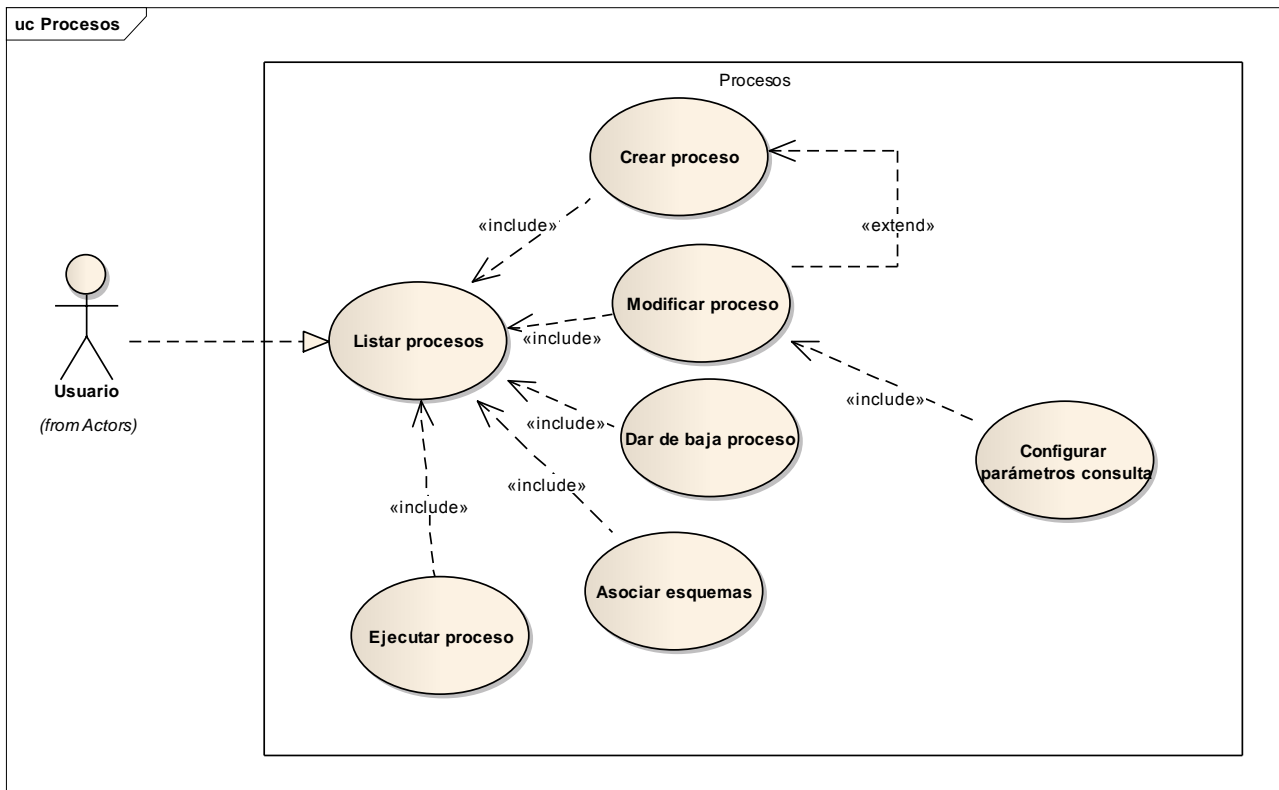 uc Procesos
Procesos
Crear proceso
«include»
«extend»
Modificar proceso
«include»
Listar procesos
Usuario
(from Actors)
«include»
«include»
Dar de baja proceso
Configurar
parámetros consulta
«include»
«include»
Asociar esquemas
Ejecutar proceso